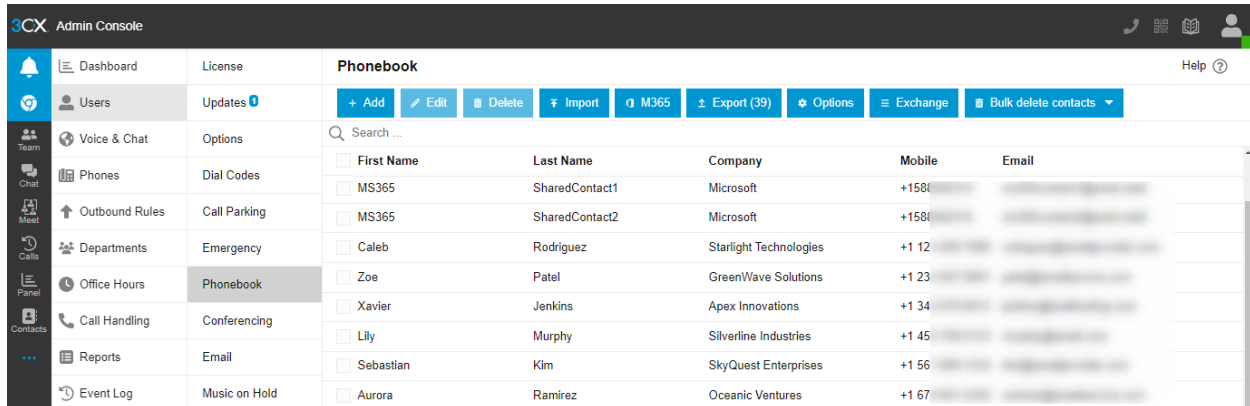 3CX Admin Console
Dashboard
Users
Voice & Chat
Phones
Outbound Rules
Departments
Office Hours
Call Handling
Reports
Event Log
Team
Chat
Meet
Calls
Panel
Contacts
License
Updates 1
Options
Dial Codes
Call Parking
Emergency
Phonebook
Conferencing
Email
Music on Hold
Phonebook
Help ?
+ Add Edit Delete Import M365 Export (39) Options Exchange Bulk delete contacts
Search ...
First Name Last Name Company Mobile Email
MS365 SharedContact1 Microsoft +158
MS365 SharedContact2 Microsoft +158
Caleb Rodriguez Starlight Technologies +1 12
Zoe Patel GreenWave Solutions +1 23
Xavier Jenkins Apex Innovations +1 34
Lily Murphy Silverline Industries +1 45
Sebastian Kim SkyQuest Enterprises +1 56
Aurora Ramirez Oceanic Ventures +1 67